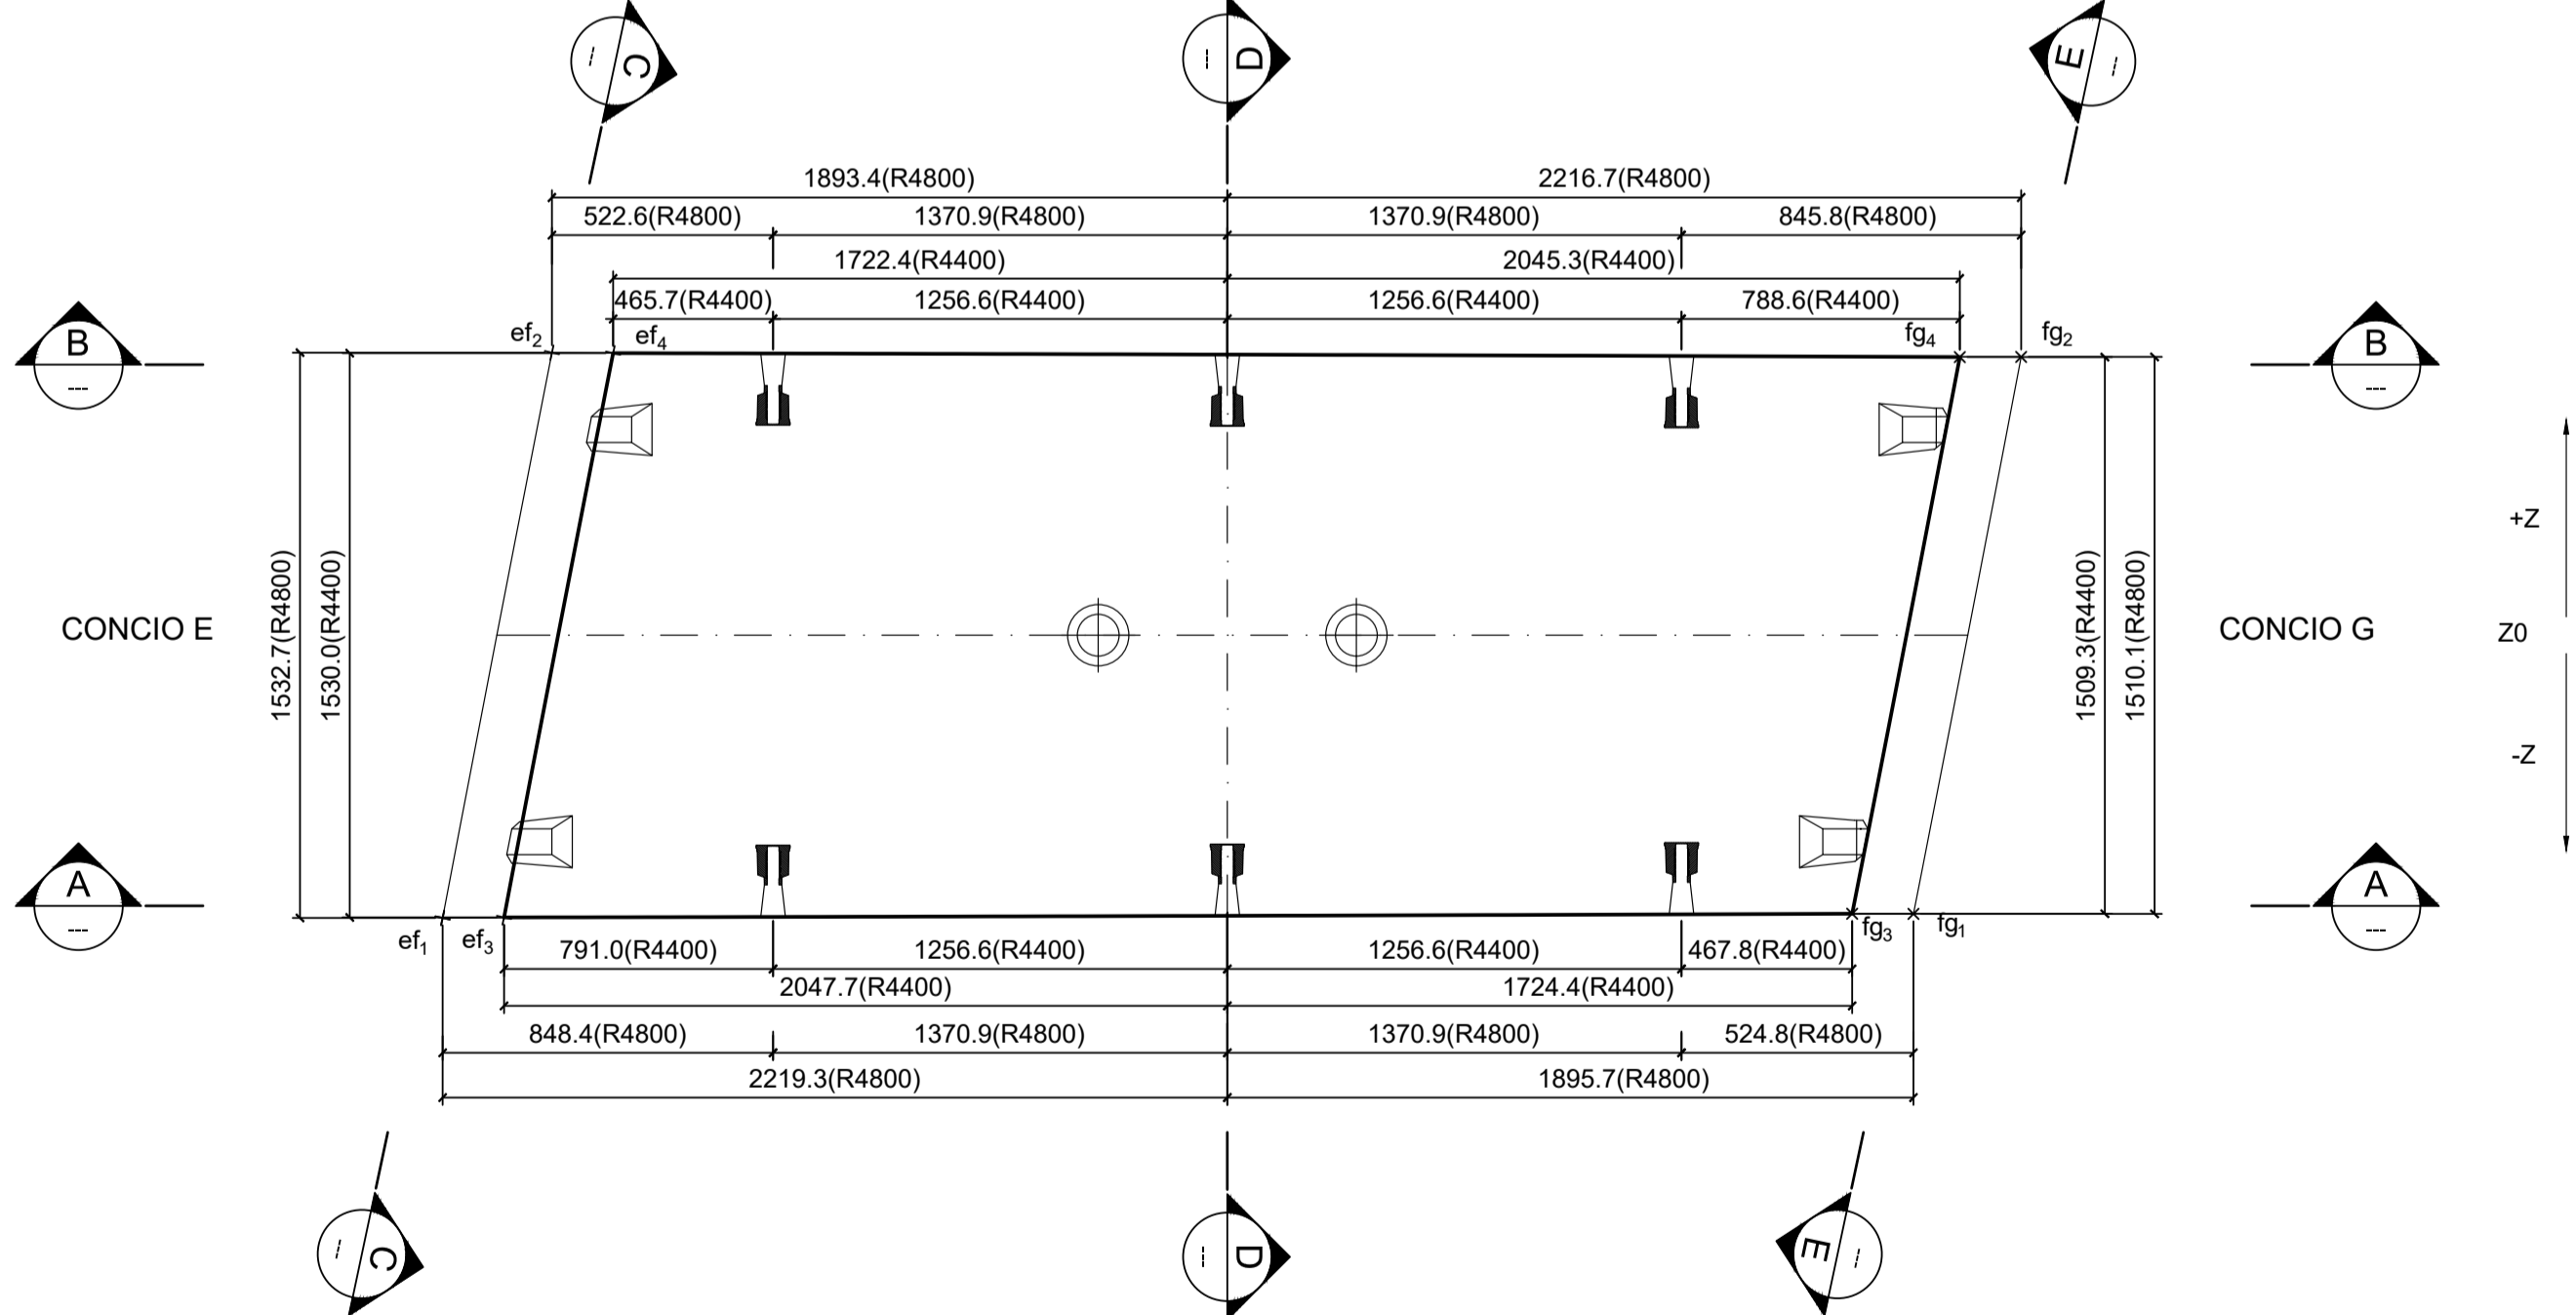 C
---
D
---
E
---
1893.4(R4800)
2216.7(R4800)
522.6(R4800)
1370.9(R4800)
1370.9(R4800)
845.8(R4800)
1722.4(R4400)
2045.3(R4400)
465.7(R4400)
1256.6(R4400)
1256.6(R4400)
788.6(R4400)
B
---
ef2
ef4
fg4
fg2
B
---
1532.7(R4800)
1530.0(R4400)
1509.3(R4400)
1510.1(R4800)
+Z
CONCIO E
CONCIO G
Z0
-Z
A
---
A
---
ef1
ef3
fg3
fg1
791.0(R4400)
1256.6(R4400)
1256.6(R4400)
467.8(R4400)
2047.7(R4400)
1724.4(R4400)
848.4(R4800)
1370.9(R4800)
1370.9(R4800)
524.8(R4800)
2219.3(R4800)
1895.7(R4800)
C
---
D
---
E
---